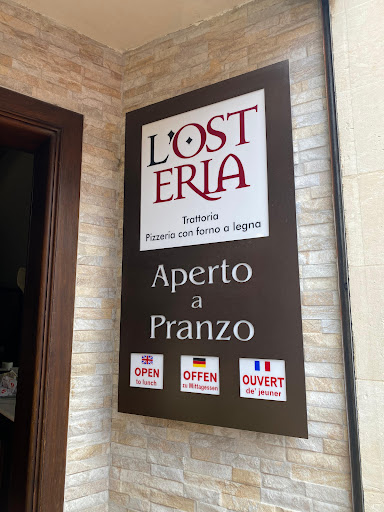 L'OST
ERIA
Trattoria
Pizzeria con forno a legna
Aperto
a
Pranzo
OPEN
to lunch
OFFEN
zu Mittagessen
OUVERT
de' jeuner